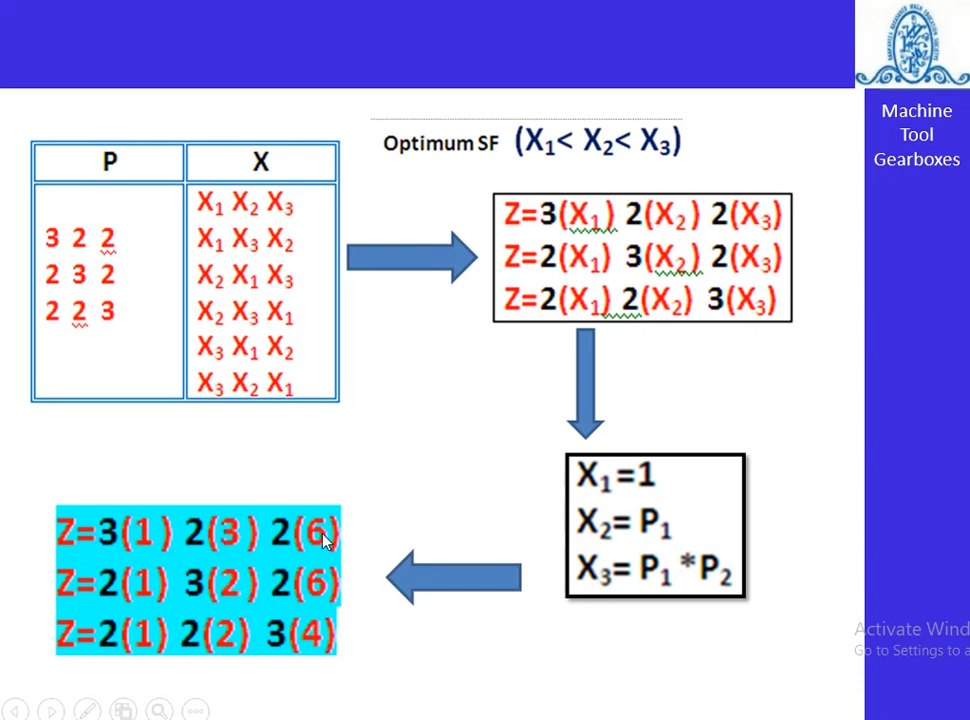 Machine
Tool
Gearboxes
Optimum SF (X₁< X₂< X₃)
P X
3 2 2
2 3 2
2 2 3
X₁ X₂ X₃
X₁ X₃ X₂
X₂ X₁ X₃
X₂ X₃ X₁
X₃ X₁ X₂
X₃ X₂ X₁
Z=3(X₁) 2(X₂) 2(X₃)
Z=2(X₁) 3(X₂) 2(X₃)
Z=2(X₁) 2(X₂) 3(X₃)
X₁=1
X₂= P₁
X₃= P₁ *P₂
Z=3(1) 2(3) 2(6)
Z=2(1) 3(2) 2(6)
Z=2(1) 2(2) 3(4)
Activate Wind
Go to Settings to a